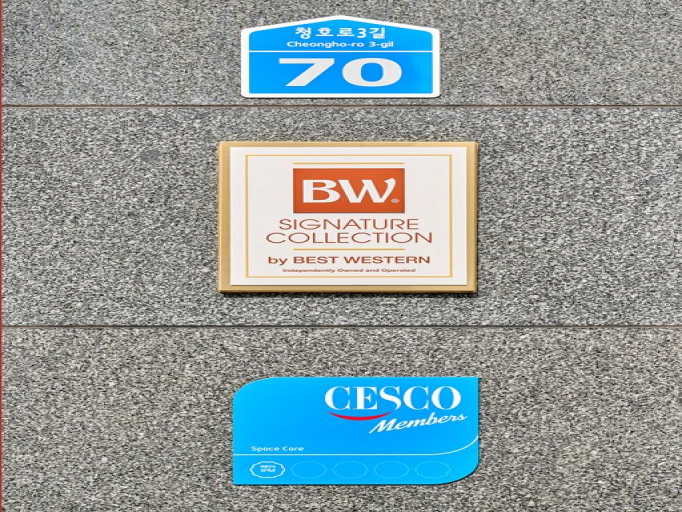 청호로3길
Cheongho-ro 3-gil
70
BW®
SIGNATURE
COLLECTION
by BEST WESTERN
Independently Owned and Operated
CESCO
Members
Space Care